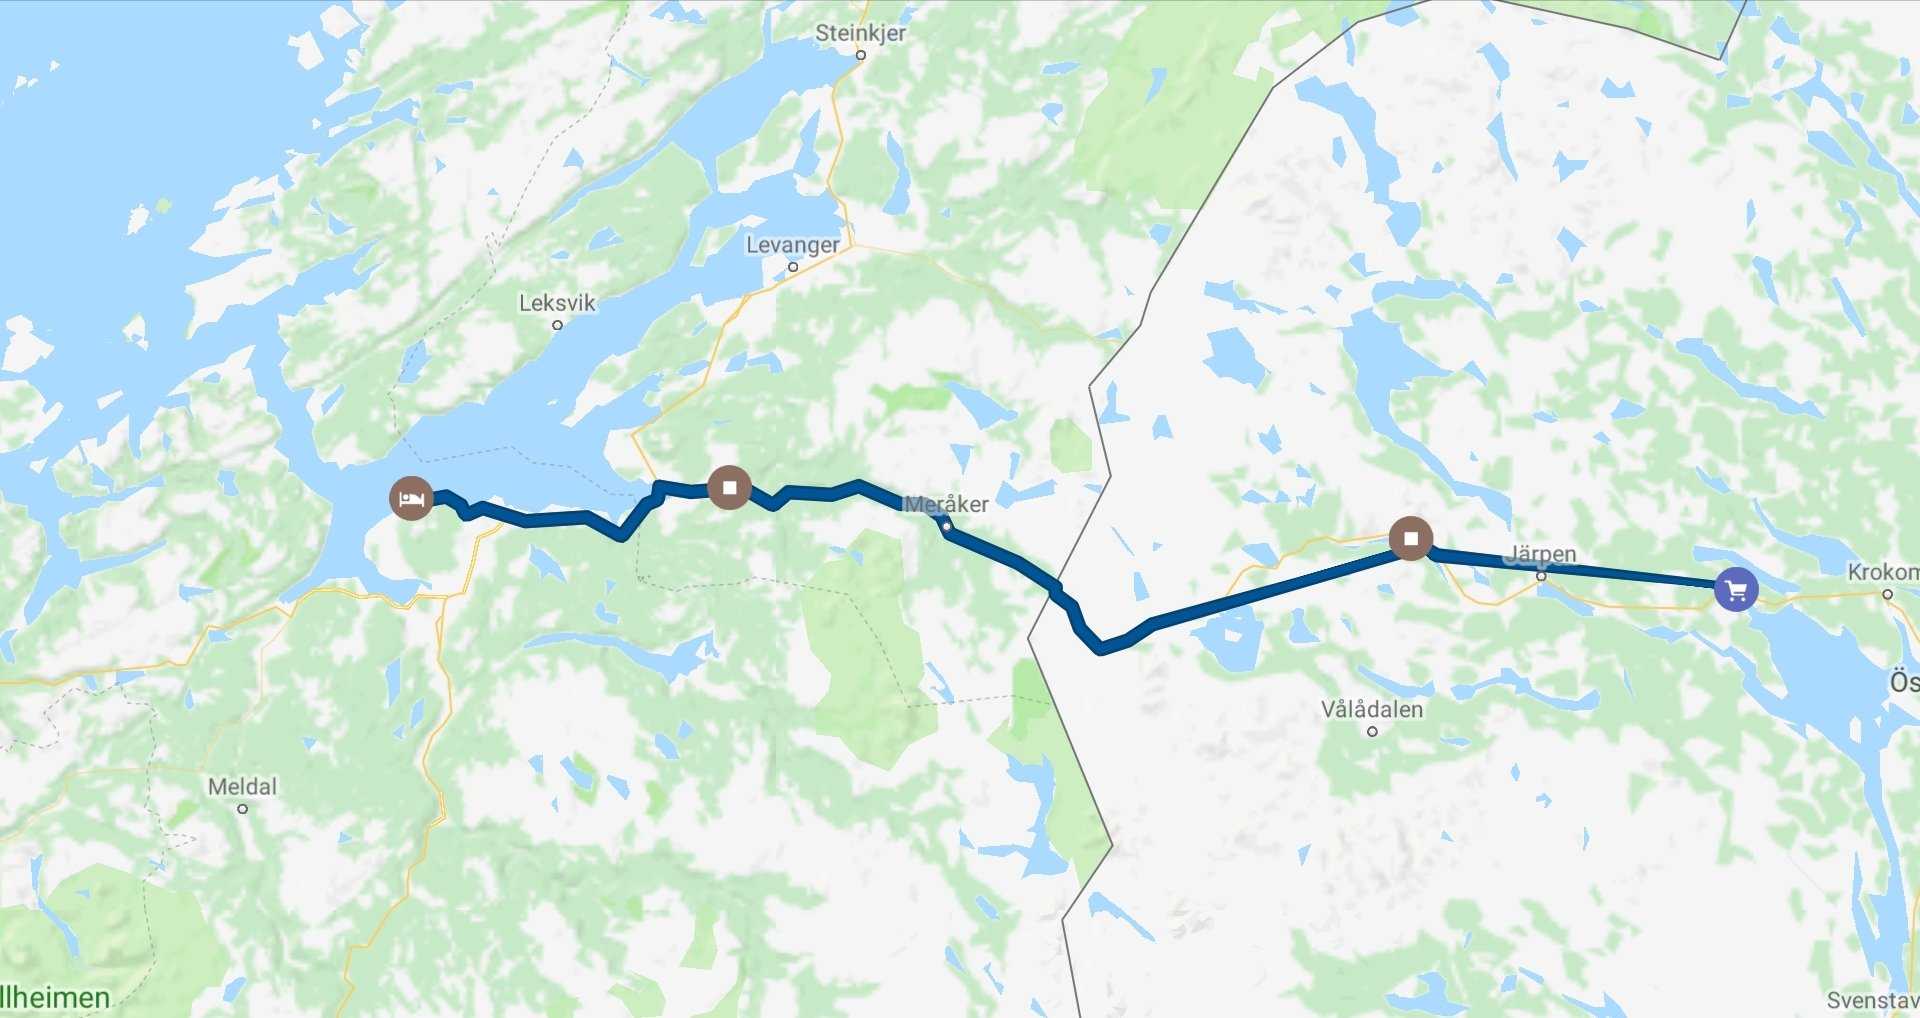 Steinkjer
Levanger
Leksvik
Meråker
Järpen
Krokom
Ös
Vålådalen
Meldal
llheimen
Svenstav